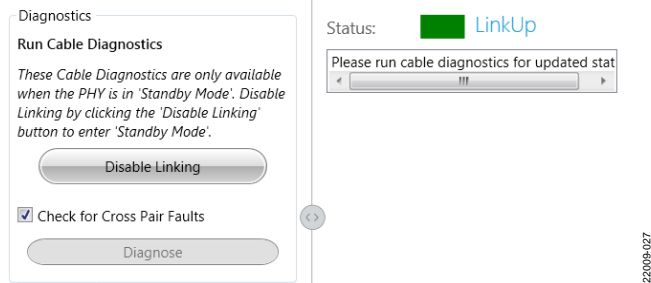 Diagnostics
Run Cable Diagnostics
These Cable Diagnostics are only available
when the PHY is in 'Standby Mode'. Disable
Linking by clicking the 'Disable Linking'
button to enter 'Standby Mode'.
Disable Linking
Check for Cross Pair Faults
Diagnose
Status:
LinkUp
Please run cable diagnostics for updated stat
22009-027